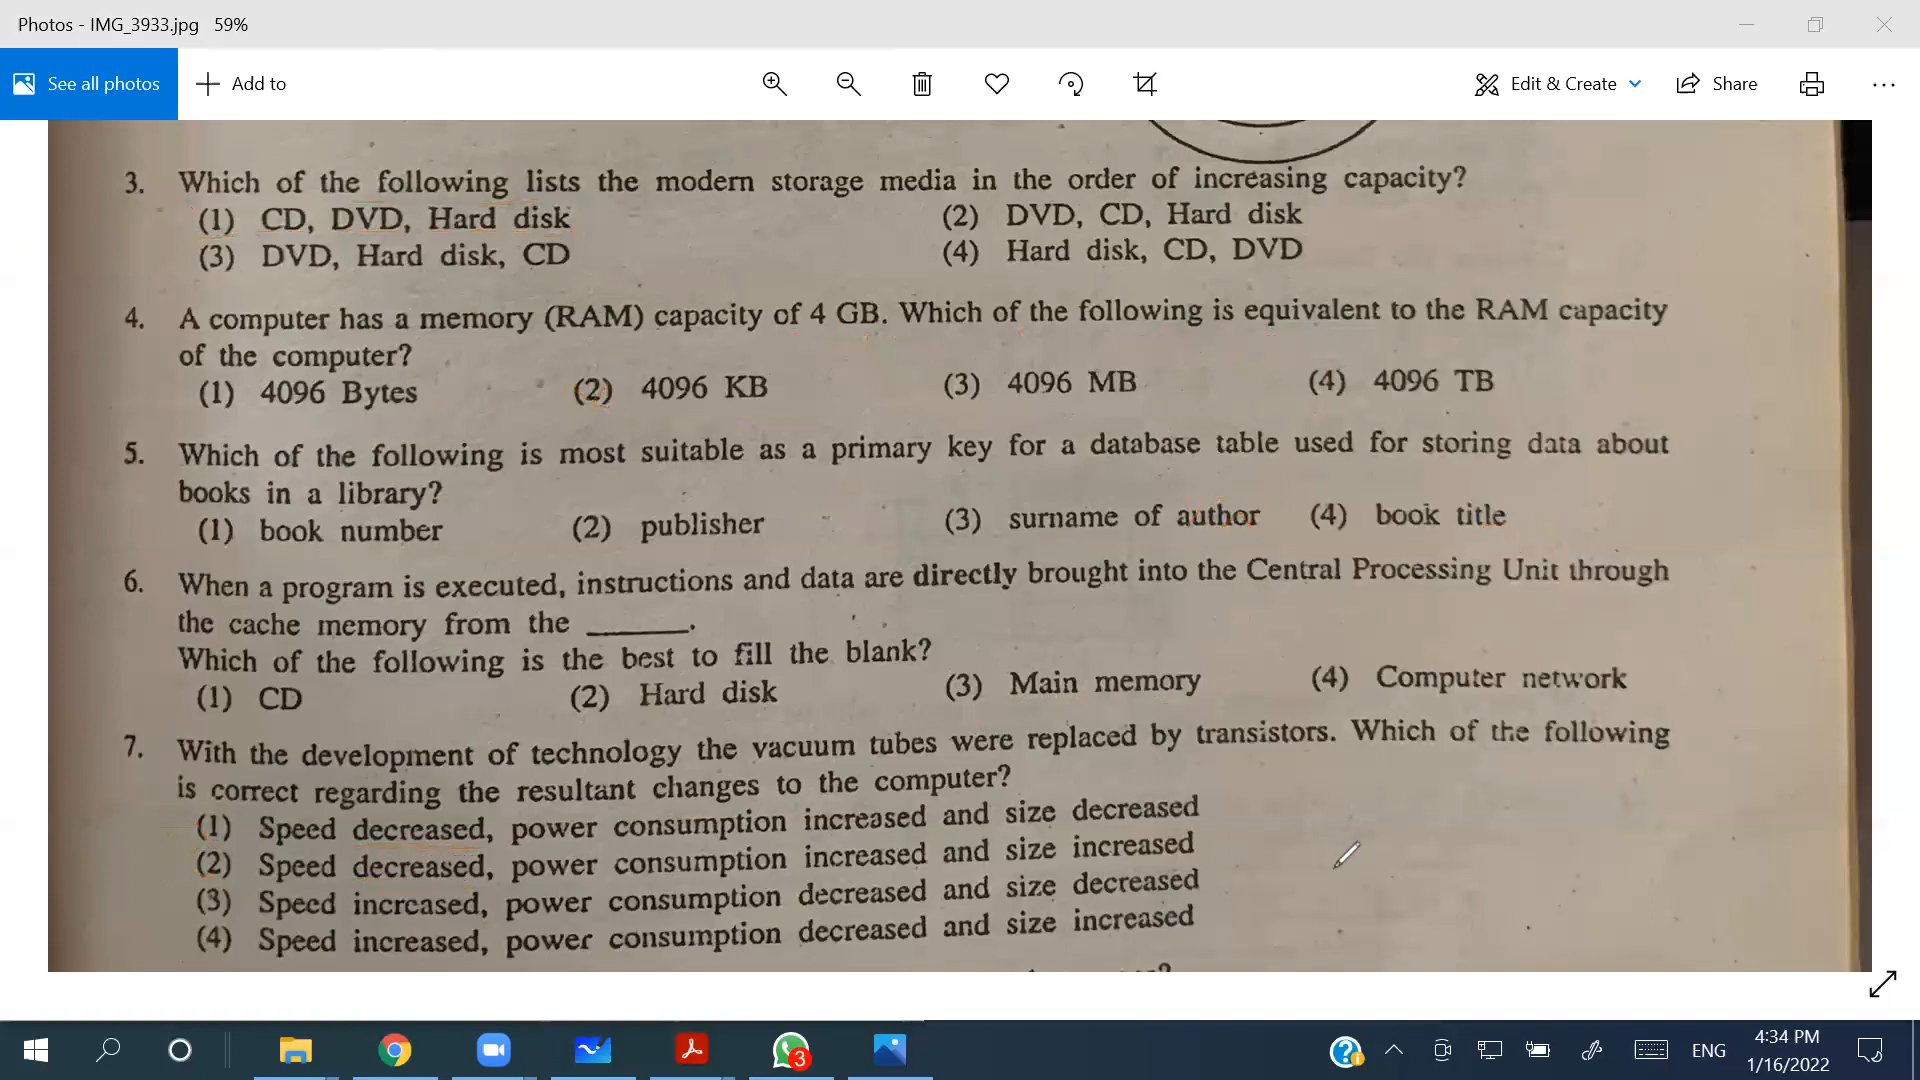 Photos - IMG_3933.jpg 59%
See all photos
Add to
Edit & Create
Share
3. Which of the following lists the modern storage media in the order of increasing capacity?
(1) CD, DVD, Hard disk (2) DVD, CD, Hard disk
(3) DVD, Hard disk, CD (4) Hard disk, CD, DVD
4. A computer has a memory (RAM) capacity of 4 GB. Which of the following is equivalent to the RAM capacity
of the computer?
(1) 4096 Bytes (2) 4096 KB (3) 4096 MB (4) 4096 TB
5. Which of the following is most suitable as a primary key for a database table used for storing data about
books in a library?
(1) book number (2) publisher (3) surname of author (4) book title
6. When a program is executed, instructions and data are directly brought into the Central Processing Unit through
the cache memory from the _______.
Which of the following is the best to fill the blank?
(1) CD (2) Hard disk (3) Main memory (4) Computer network
7. With the development of technology the vacuum tubes were replaced by transistors. Which of the following
is correct regarding the resultant changes to the computer?
(1) Speed decreased, power consumption increased and size decreased
(2) Speed decreased, power consumption increased and size increased
(3) Speed increased, power consumption decreased and size decreased
(4) Speed increased, power consumption decreased and size increased
3
ENG
4:34 PM
1/16/2022